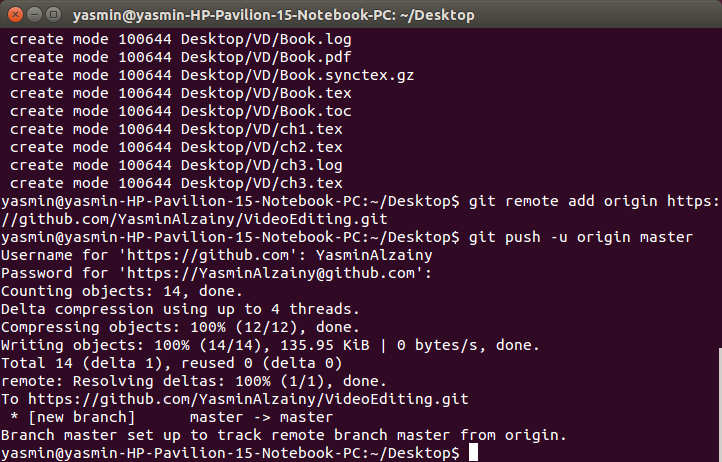 yasmin@yasmin-HP-Pavilion-15-Notebook-PC: ~/Desktop
create mode 100644 Desktop/VD/Book.log
create mode 100644 Desktop/VD/Book.pdf
create mode 100644 Desktop/VD/Book.synctex.gz
create mode 100644 Desktop/VD/Book.tex
create mode 100644 Desktop/VD/Book.toc
create mode 100644 Desktop/VD/ch1.tex
create mode 100644 Desktop/VD/ch2.tex
create mode 100644 Desktop/VD/ch3.log
create mode 100644 Desktop/VD/ch3.tex
yasmin@yasmin-HP-Pavilion-15-Notebook-PC:~/Desktop$ git remote add origin https:
//github.com/YasminAlzainy/VideoEditing.git
yasmin@yasmin-HP-Pavilion-15-Notebook-PC:~/Desktop$ git push -u origin master
Username for 'https://github.com': YasminAlzainy
Password for 'https://YasminAlzainy@github.com':
Counting objects: 14, done.
Delta compression using up to 4 threads.
Compressing objects: 100% (12/12), done.
Writing objects: 100% (14/14), 135.95 KiB | 0 bytes/s, done.
Total 14 (delta 1), reused 0 (delta 0)
remote: Resolving deltas: 100% (1/1), done.
To https://github.com/YasminAlzainy/VideoEditing.git
 * [new branch]      master -> master
Branch master set up to track remote branch master from origin.
yasmin@yasmin-HP-Pavilion-15-Notebook-PC:~/Desktop$